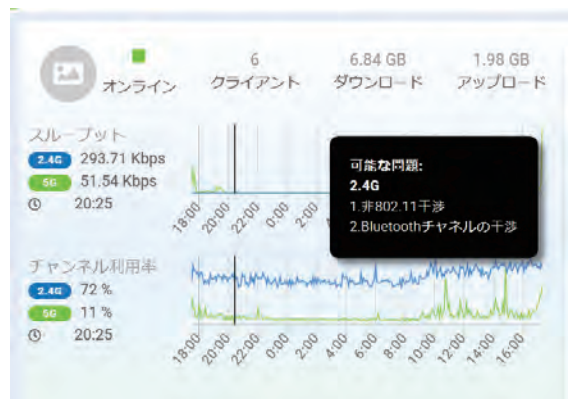 6 6.84 GB 1.98 GB
オンライン クライアント ダウンロード アップロード
スループット
2.4G 293.71 Kbps
5G 51.54 Kbps
20:25
18:00 20:00 22:00 0:00 2:00
可能な問題:
2.4G
1.非802.11干渉
2.Bluetoothチャネルの干渉
チャンネル利用率
2.4G 72 %
5G 11 %
20:25
18:00 20:00 22:00 0:00 2:00 4:00 6:00 8:00 10:00 12:00 14:00 16:00